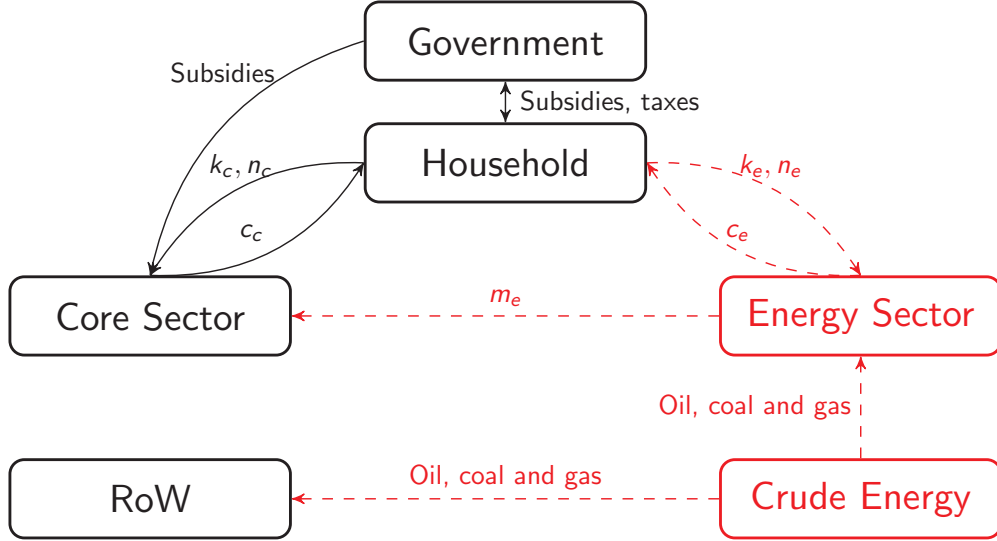 Government
Subsidies
Subsidies, taxes
Household
k_c, n_c
k_e, n_e
c_c
c_e
Core Sector
m_e
Energy Sector
Oil, coal and gas
Oil, coal and gas
RoW
Crude Energy